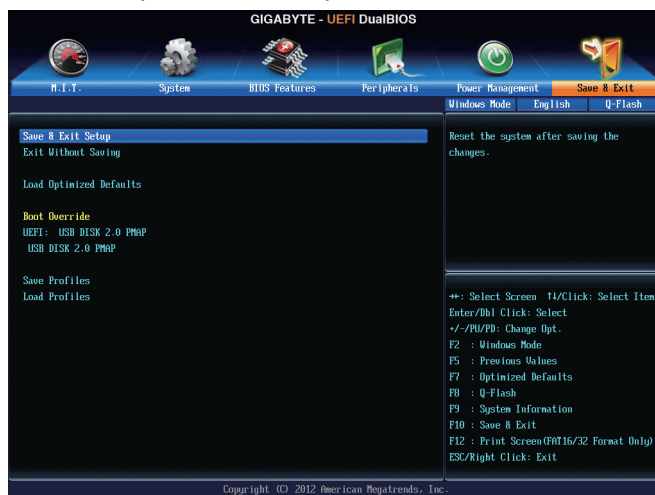 GIGABYTE - UEFI DualBIOS
M.I.T.
System
BIOS Features
Peripherals
Power Management
Save & Exit
Windows Mode
English
Q-Flash
Save & Exit Setup
Exit Without Saving
Load Optimized Defaults
Boot Override
UEFI: USB DISK 2.0 PMAP
USB DISK 2.0 PMAP
Save Profiles
Load Profiles
Reset the system after saving the
changes.
→←: Select Screen ↑↓/Click: Select Item
Enter/Dbl Click: Select
+/-/PU/PD: Change Opt.
F2 : Windows Mode
F5 : Previous Values
F7 : Optimized Defaults
F8 : Q-Flash
F9 : System Information
F10 : Save & Exit
F12 : Print Screen(FAT16/32 Format Only)
ESC/Right Click: Exit
Copyright (C) 2012 American Megatrends, Inc.